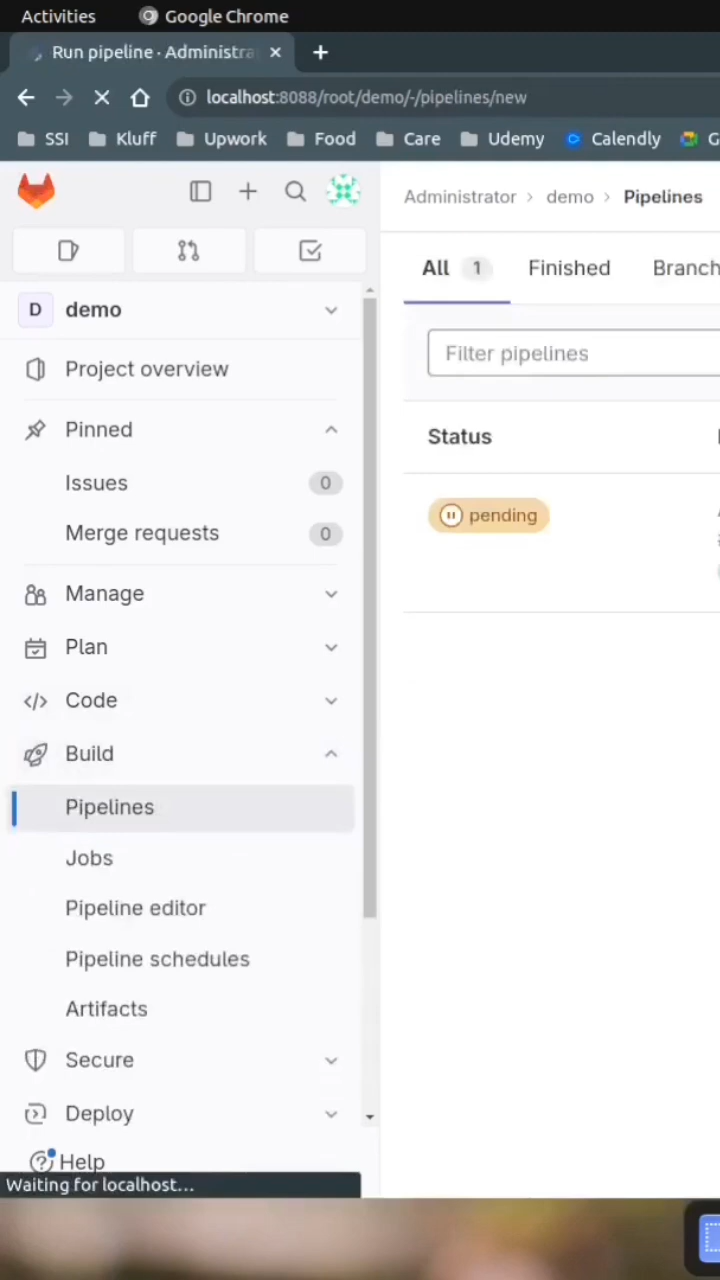 Activities Google Chrome
Run pipeline · Administra
localhost:8088/root/demo/-/pipelines/new
SSI Kluff Upwork Food Care Udemy Calendly G
Administrator › demo › Pipelines
All 1 Finished Branch
D demo
Project overview
Filter pipelines
Pinned
Status
Issues 0
pending
Merge requests 0
Manage
Plan
Code
Build
Pipelines
Jobs
Pipeline editor
Pipeline schedules
Artifacts
Secure
Deploy
Help
Waiting for localhost...